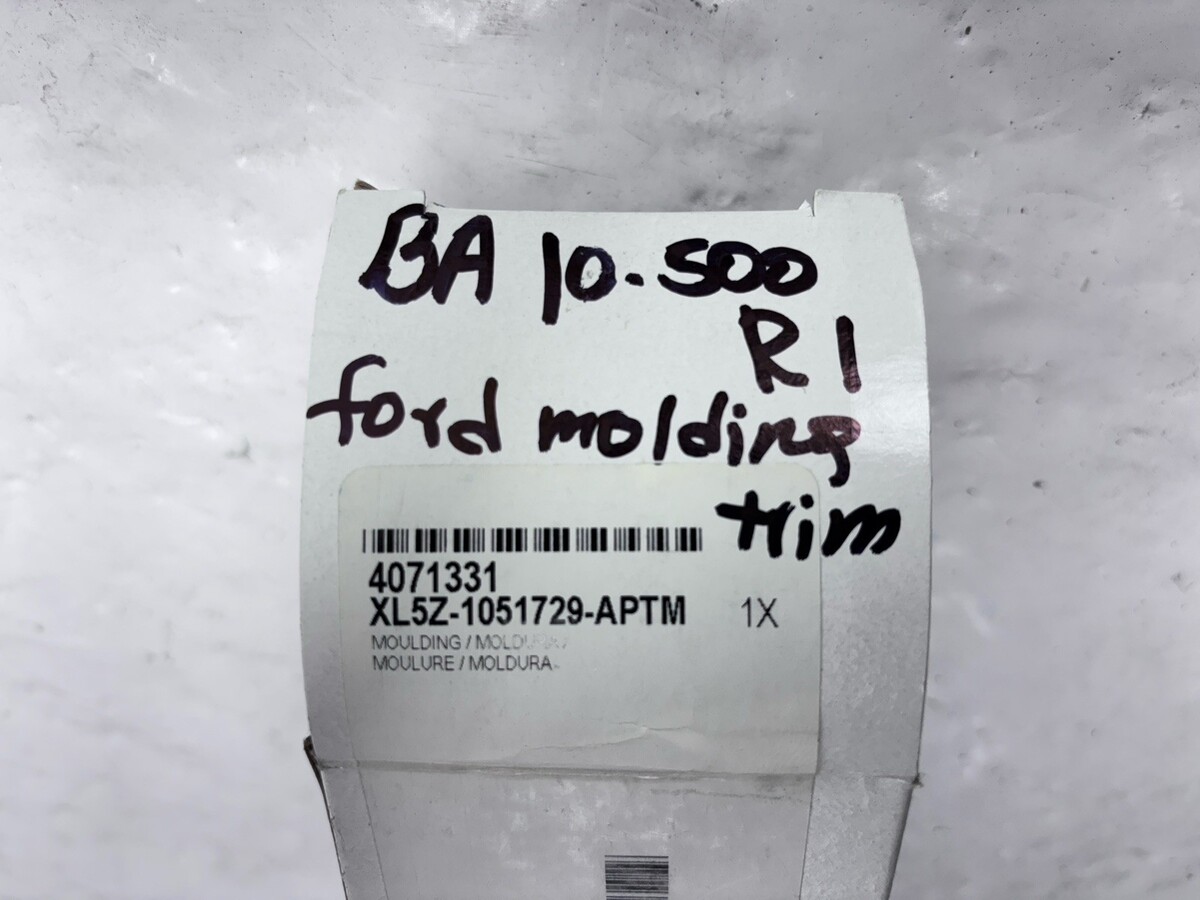 BA 10.500
R1
ford molding
trim
4071331
XL5Z-1051729-APTM 1X
MOULDING /
MOULURE / MOLDURA